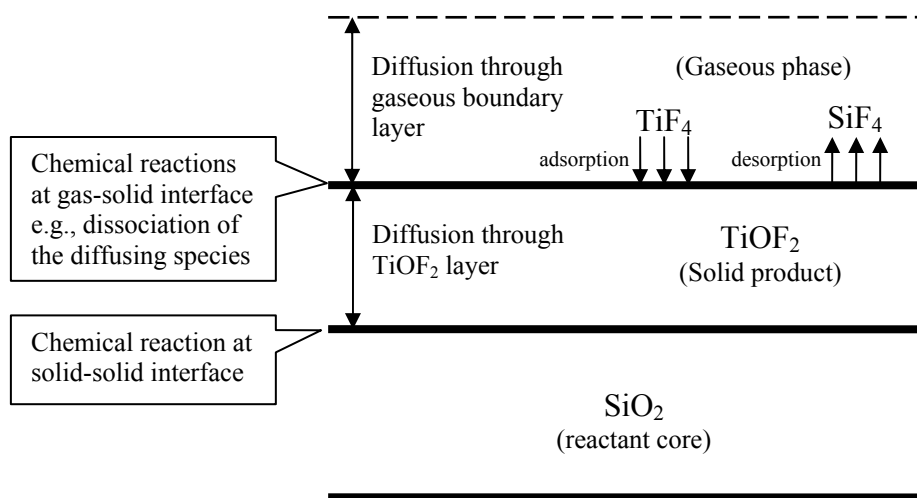 Diffusion through
gaseous boundary
layer
(Gaseous phase)
TiF4
SiF4
adsorption
desorption
Chemical reactions
at gas-solid interface
e.g., dissociation of
the diffusing species
Diffusion through
TiOF2 layer
TiOF2
(Solid product)
Chemical reaction at
solid-solid interface
SiO2
(reactant core)